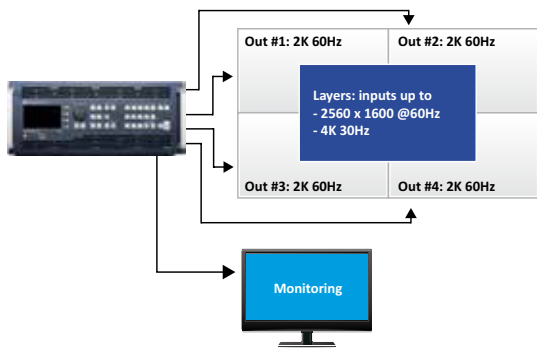 Out #1: 2K 60Hz
Out #2: 2K 60Hz
Layers: inputs up to
- 2560 x 1600 @60Hz
- 4K 30Hz
Out #3: 2K 60Hz
Out #4: 2K 60Hz
Monitoring